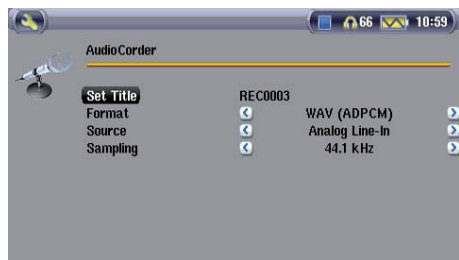 66 10:59
AudioCorder
Set Title REC0003
Format WAV (ADPCM)
Source Analog Line-In
Sampling 44.1 kHz